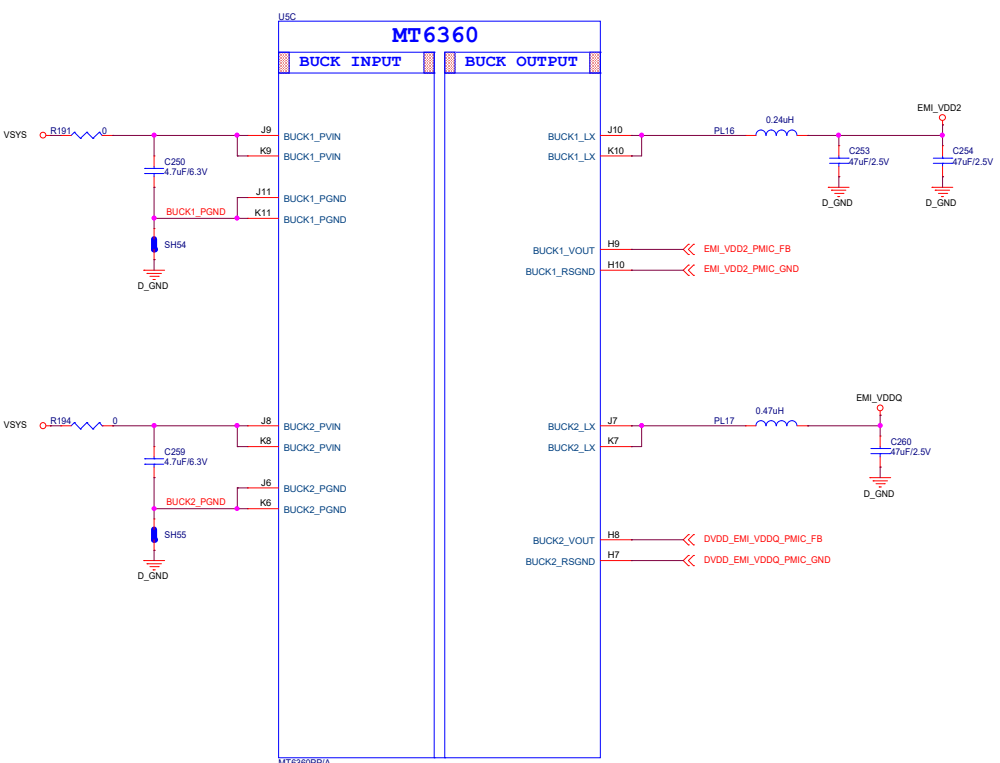 U5C
MT6360
BUCK INPUT
BUCK OUTPUT
VSYS
R191
0
C250
4.7uF/6.3V
BUCK1_PGND
SH54
D_GND
J9
BUCK1_PVIN
K9
BUCK1_PVIN
J11
BUCK1_PGND
K11
BUCK1_PGND
BUCK1_LX
J10
BUCK1_LX
K10
PL16
0.24uH
EMI_VDD2
C253
47uF/2.5V
D_GND
C254
47uF/2.5V
D_GND
BUCK1_VOUT
H9
EMI_VDD2_PMIC_FB
BUCK1_RSGND
H10
EMI_VDD2_PMIC_GND
VSYS
R194
0
C259
4.7uF/6.3V
BUCK2_PGND
SH55
D_GND
J8
BUCK2_PVIN
K8
BUCK2_PVIN
J6
BUCK2_PGND
K6
BUCK2_PGND
BUCK2_LX
J7
BUCK2_LX
K7
PL17
0.47uH
EMI_VDDQ
C260
47uF/2.5V
D_GND
BUCK2_VOUT
H8
DVDD_EMI_VDDQ_PMIC_FB
BUCK2_RSGND
H7
DVDD_EMI_VDDQ_PMIC_GND